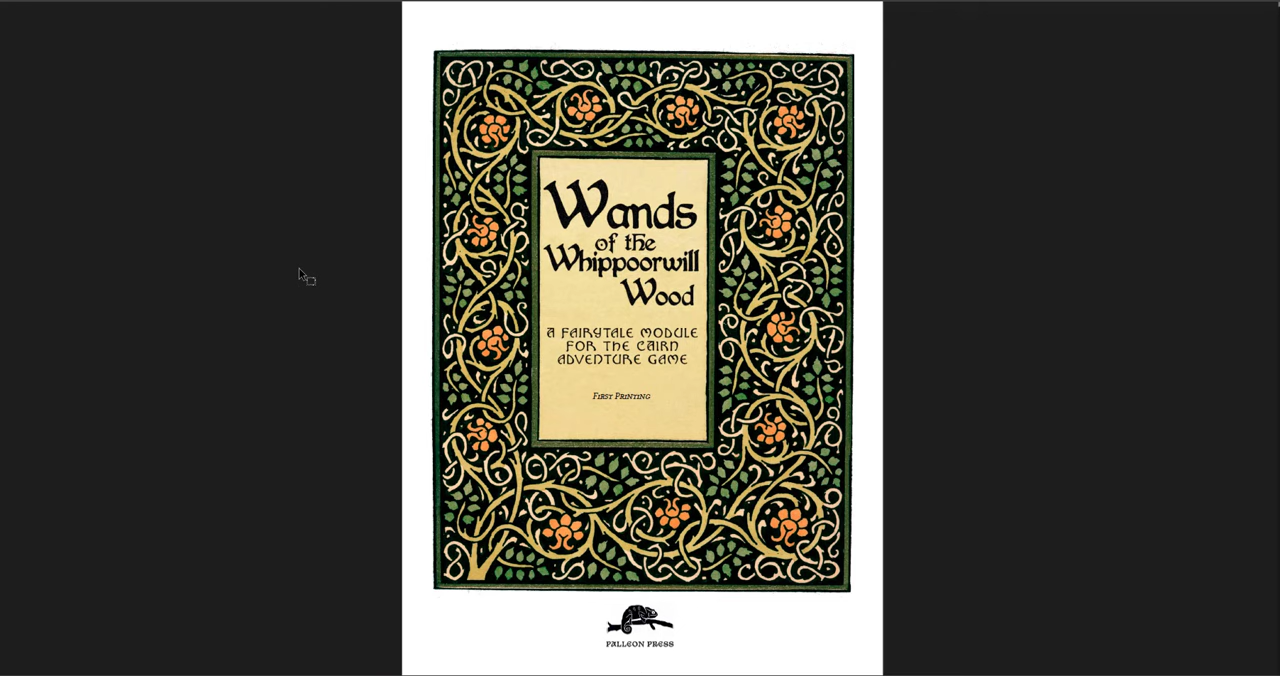 Wands
of the
Whippoorwill
Wood
A FAIRYTALE MODULE
FOR THE CAIRN
ADVENTURE GAME
First Printing
FALLEON PRESS